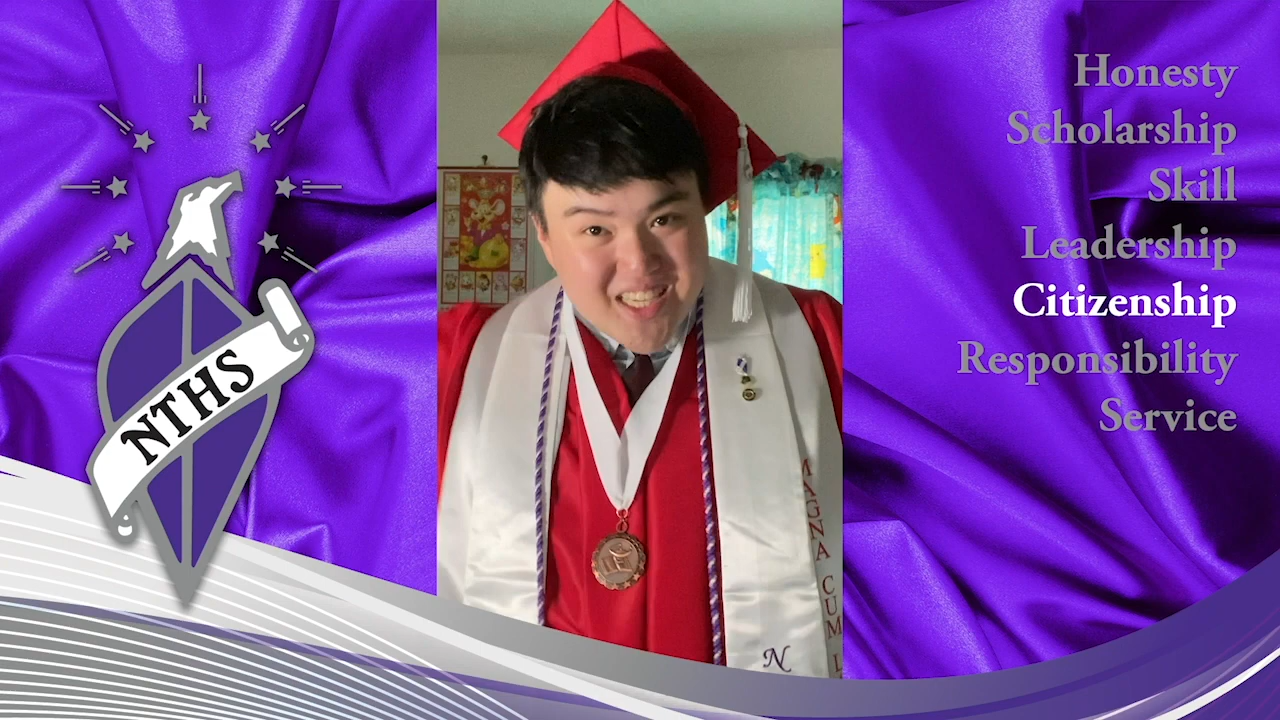 NTHS
Honesty
Scholarship
Skill
Leadership
Citizenship
Responsibility
Service
MAGNA CUM L
N